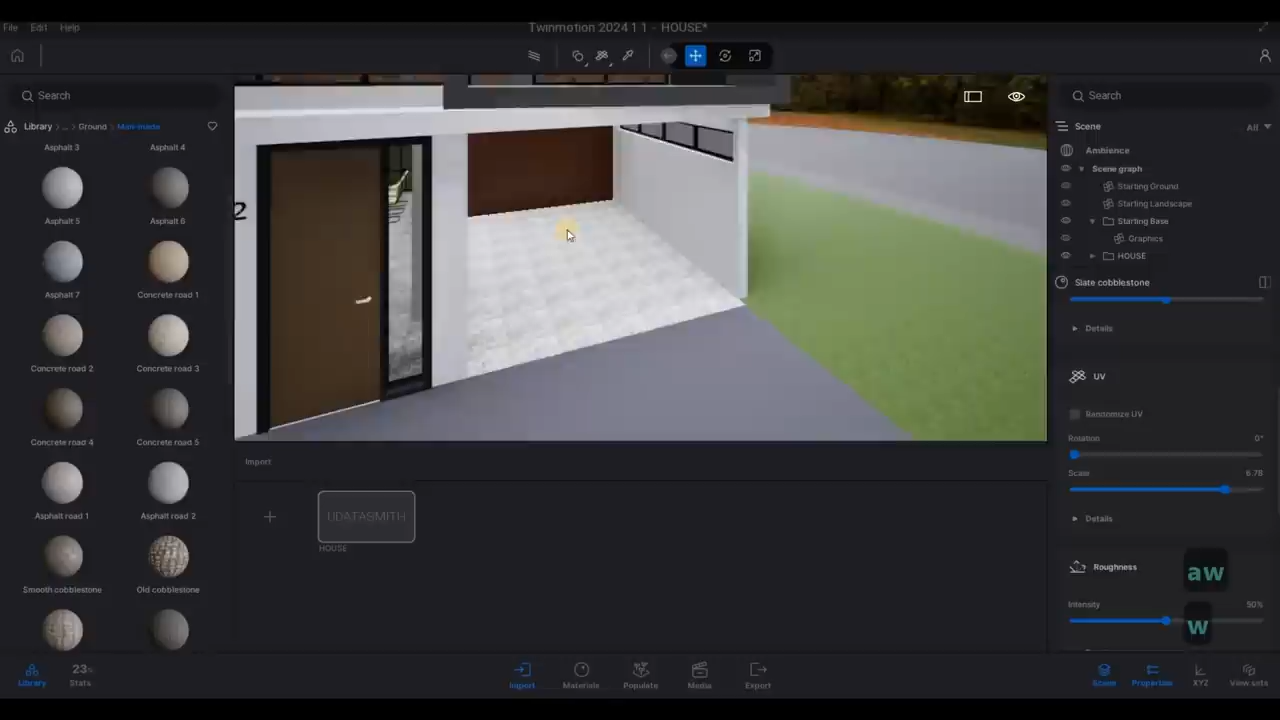 Twinmotion 2024 1 1 - HOUSE*
File Edit Help
Search
Library > ... > Ground > Man-made
Asphalt 3 Asphalt 4
Asphalt 5 Asphalt 6
Asphalt 7 Concrete road 1
Concrete road 2 Concrete road 3
Concrete road 4 Concrete road 5
Asphalt road 1 Asphalt road 2
Smooth cobblestone Old cobblestone
e
Import
UDATASMITH
HOUSE
Search
Scene All
Ambience
Scene graph
Starting Ground
Starting Landscape
Starting Base
Graphics
HOUSE
Slate cobblestone
Details
UV
Randomize UV
Rotation 0°
Scale 6.78
Details
Roughness
aw
Intensity 50%
w
Library
23%
Stats
Import Materials Populate Media Export
Scene Properties XYZ View sets